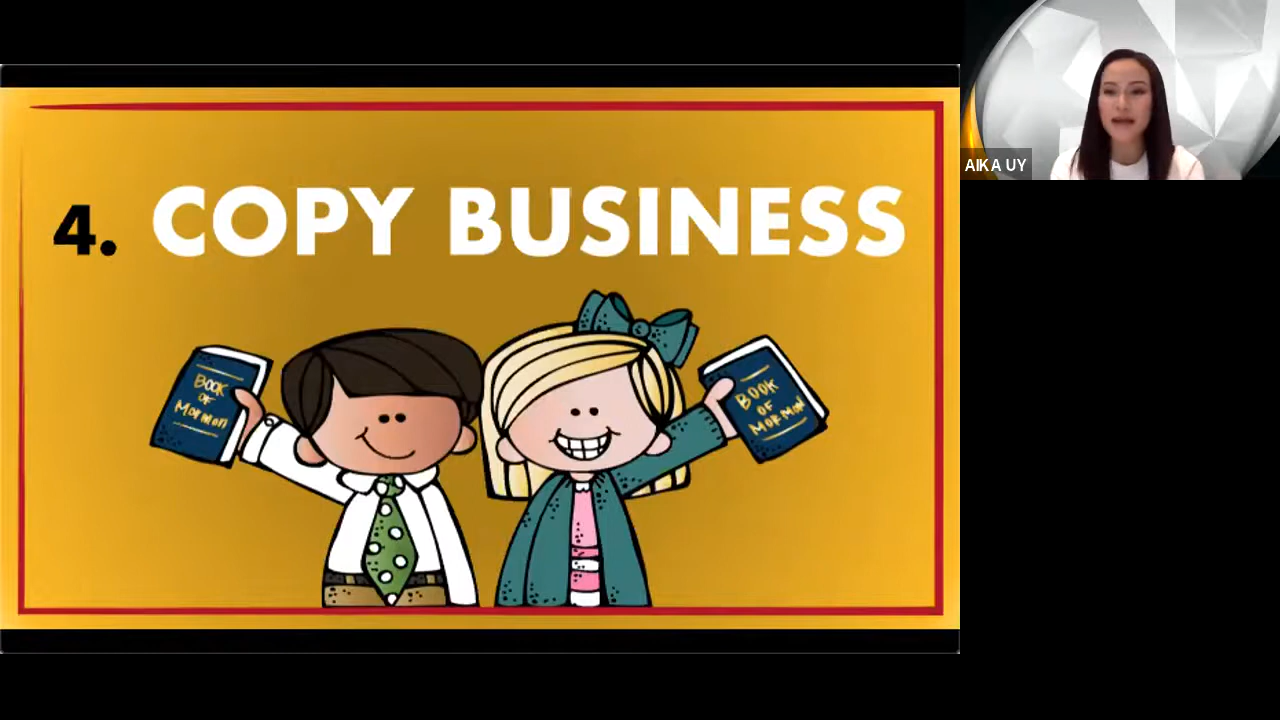 4. COPY BUSINESS
BOOK
OF
MORMON
BOOK
OF
MORMON
AIKA UY